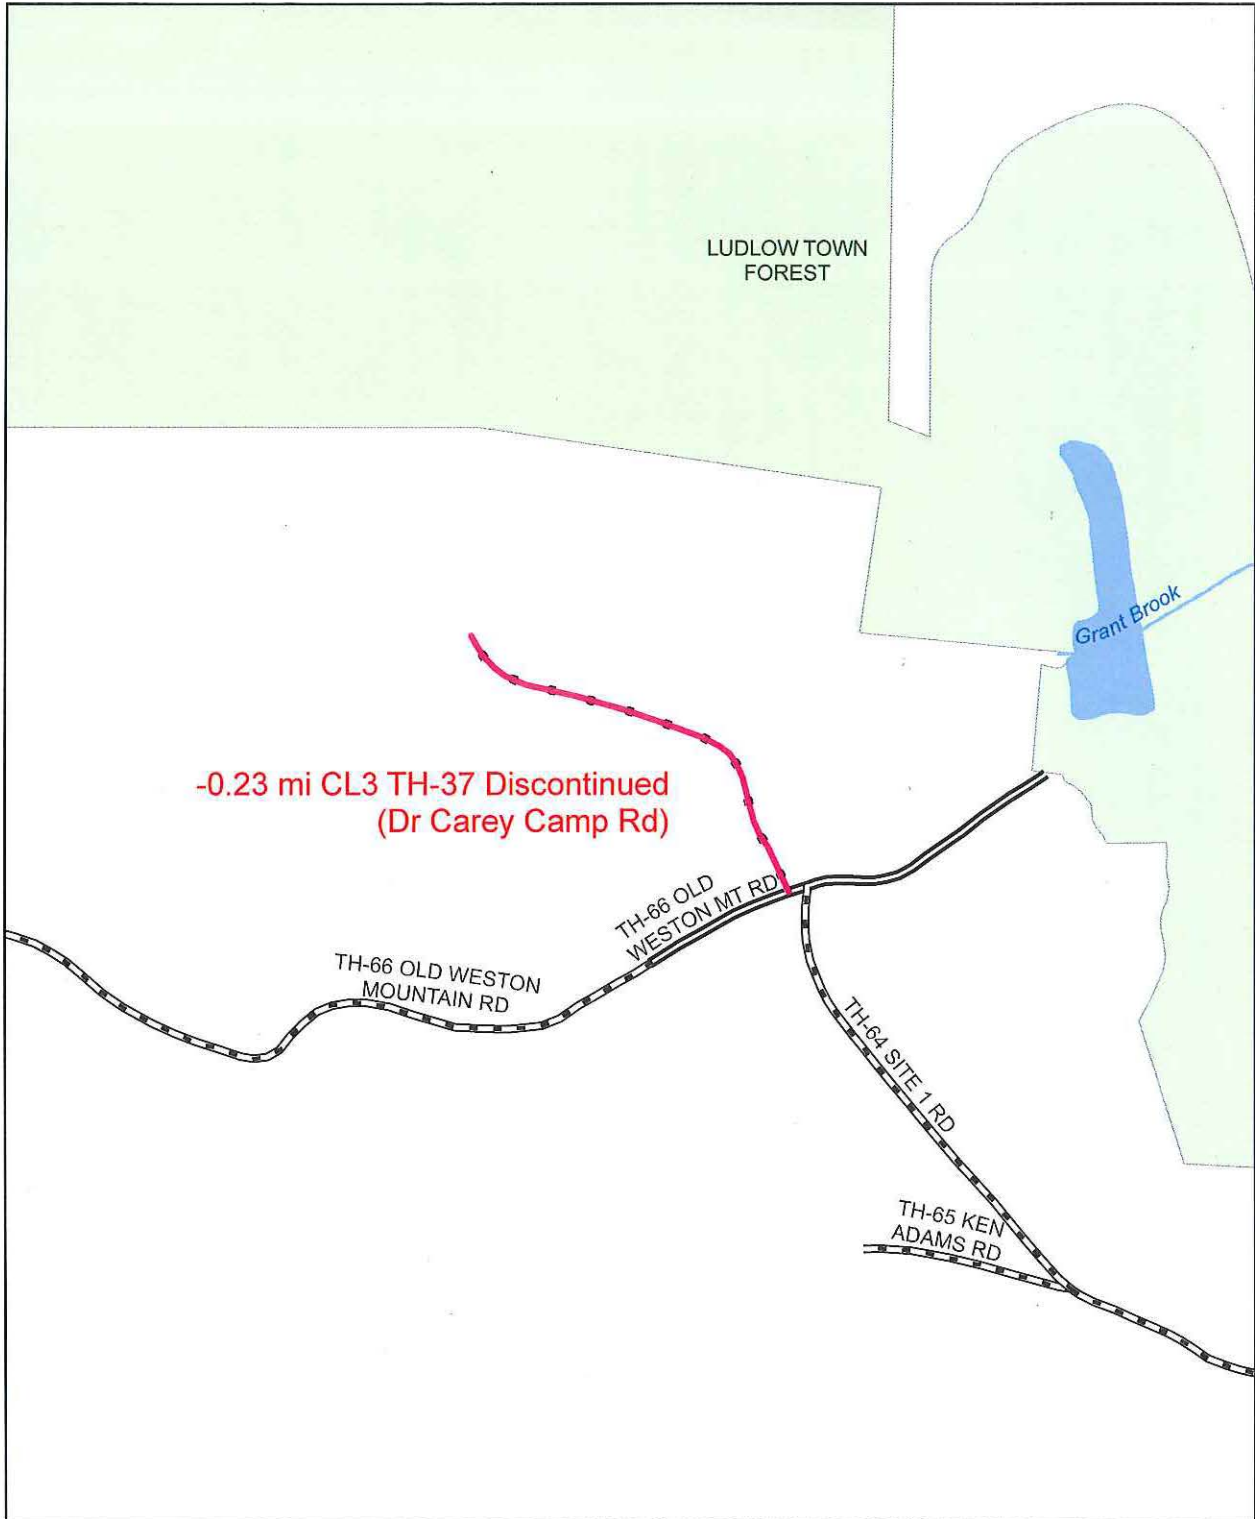 LUDLOW TOWN
FOREST
Grant Brook
-0.23 mi CL3 TH-37 Discontinued
(Dr Carey Camp Rd)
TH-66 OLD
WESTON MT RD
TH-66 OLD WESTON
MOUNTAIN RD
TH-64 SITE 1 RD
TH-65 KEN
ADAMS RD